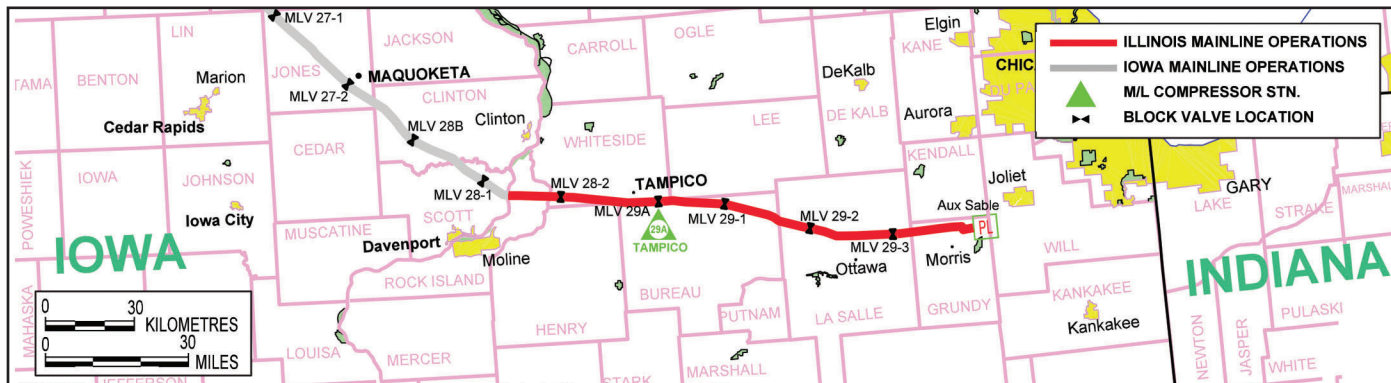 MLV 27-1
LIN
JACKSON
CARROLL
OGLE
Elgin
KANE
ILLINOIS MAINLINE OPERATIONS
IOWA MAINLINE OPERATIONS
M/L COMPRESSOR STN.
BLOCK VALVE LOCATION
CHIC
DU PA
TAMA
BENTON
Marion
JONES
MAQUOKETA
MLV 27-2
CLINTON
DeKalb
DE KALB
Aurora
Cedar Rapids
MLV 28B
Clinton
WHITESIDE
LEE
KENDALL
CEDAR
POWESHIEK
IOWA
JOHNSON
Iowa City
MLV 28-1
MLV 28-2
TAMPICO
MLV 29A
MLV 29-1
Joliet
GARY
LAKE
MARSHALL
STRAKE
Aux Sable
PL
SCOTT
MUSCATINE
Davenport
Moline
29A
TAMPICO
MLV 29-2
MLV 29-3
Ottawa
Morris
WILL
IOWA
INDIANA
ROCK ISLAND
BUREAU
PUTNAM
LA SALLE
GRUNDY
KANKAKEE
Kankakee
MAHASKA
0 30
KILOMETRES
0 30
MILES
HENRY
LOUISA
MERCER
STARK
MARSHALL
NEWTON
JASPER
PULASKI
WHITE
JEFFERSON